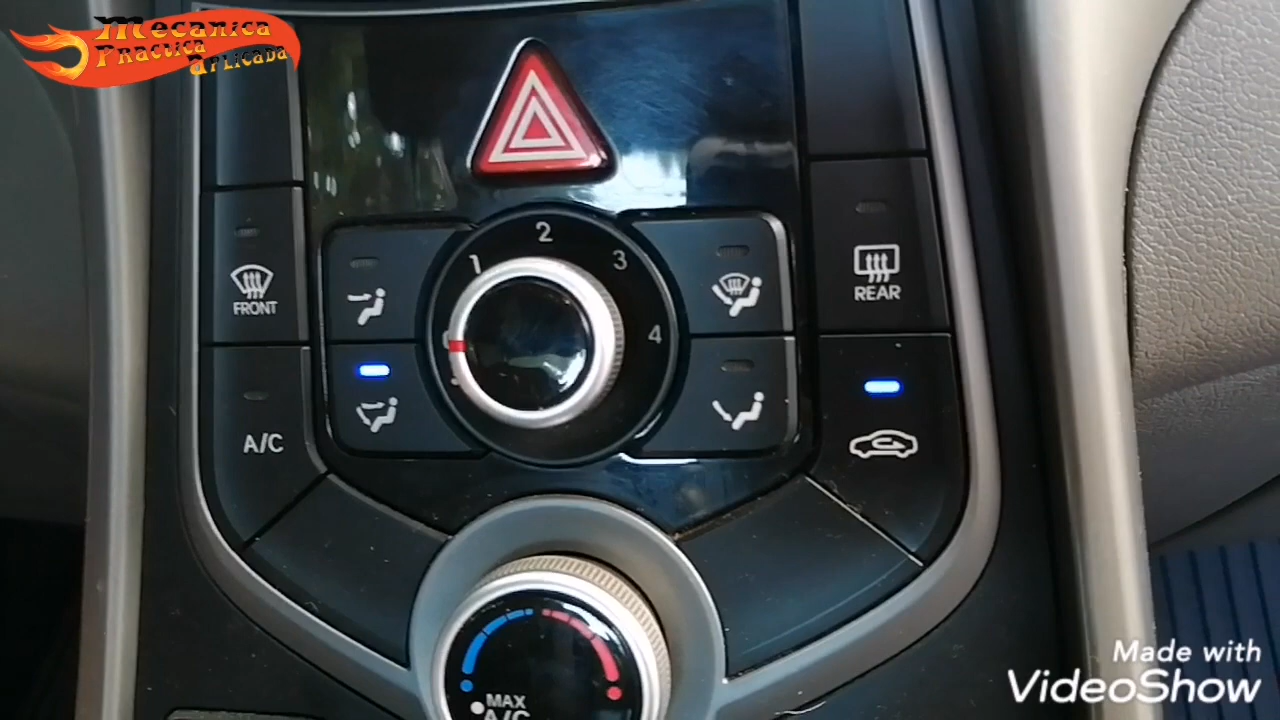 Mecanica
Practica
aplicada
2
1
3
4
FRONT
REAR
A/C
MAX
A/C
Made with
VideoShow